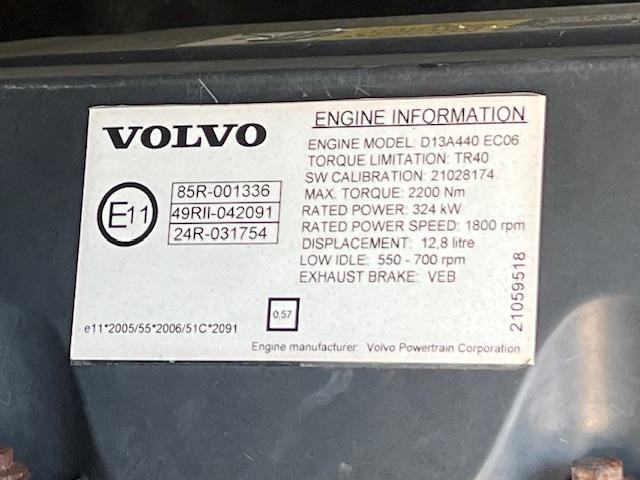 VOLVO
E11
85R-001336
49RII-042091
24R-031754
e11*2005/55*2006/51C*2091
0,57
ENGINE INFORMATION
ENGINE MODEL: D13A440 EC06
TORQUE LIMITATION: TR40
SW CALIBRATION: 21028174
MAX. TORQUE: 2200 Nm
RATED POWER: 324 kW
RATED POWER SPEED: 1800 rpm
DISPLACEMENT: 12,8 litre
LOW IDLE: 550 - 700 rpm
EXHAUST BRAKE: VEB
Engine manufacturer: Volvo Powertrain Corporation
21059518